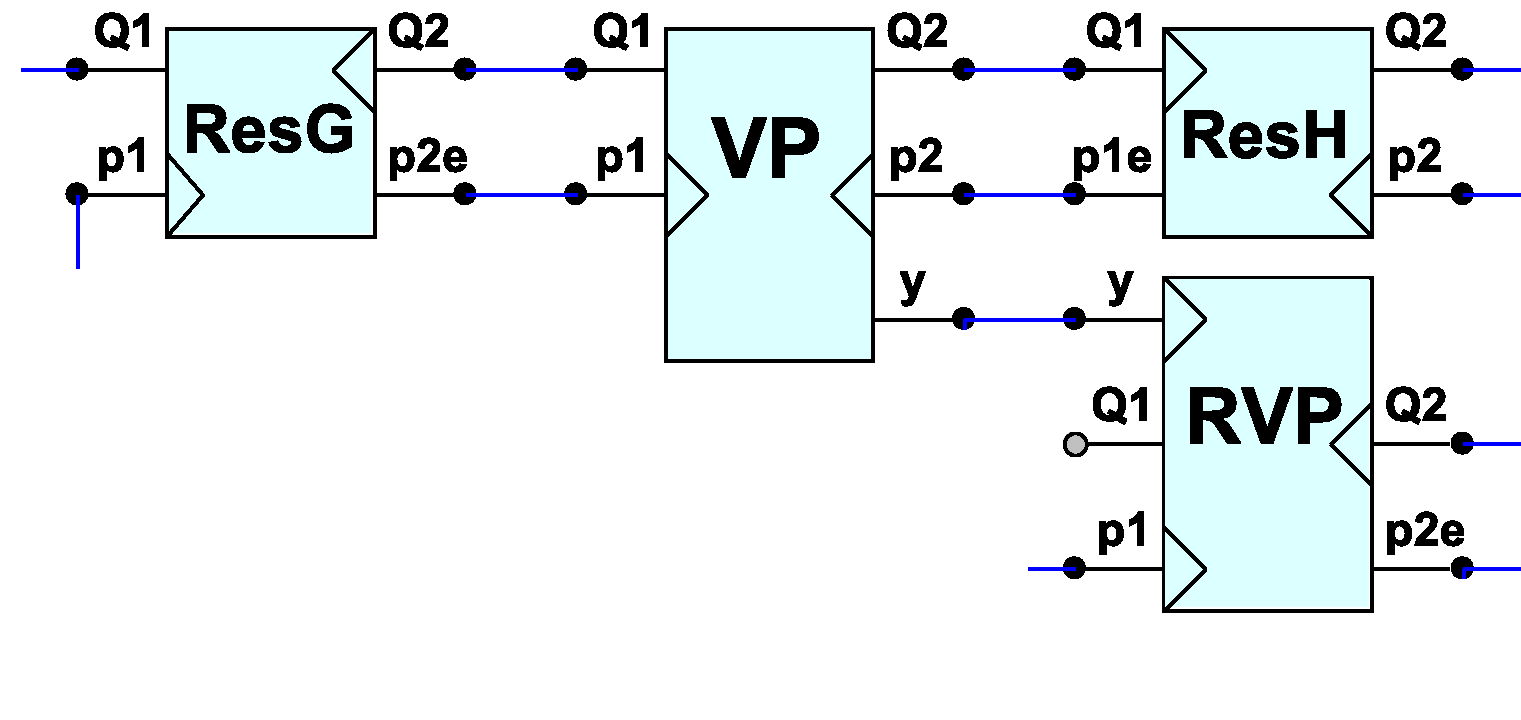 Q1 Q2 Q1 Q2 Q1 Q2
ResG VP ResH
p1 p2e p1 p2 p1e p2
y y
Q1 RVP Q2
p1 p2e